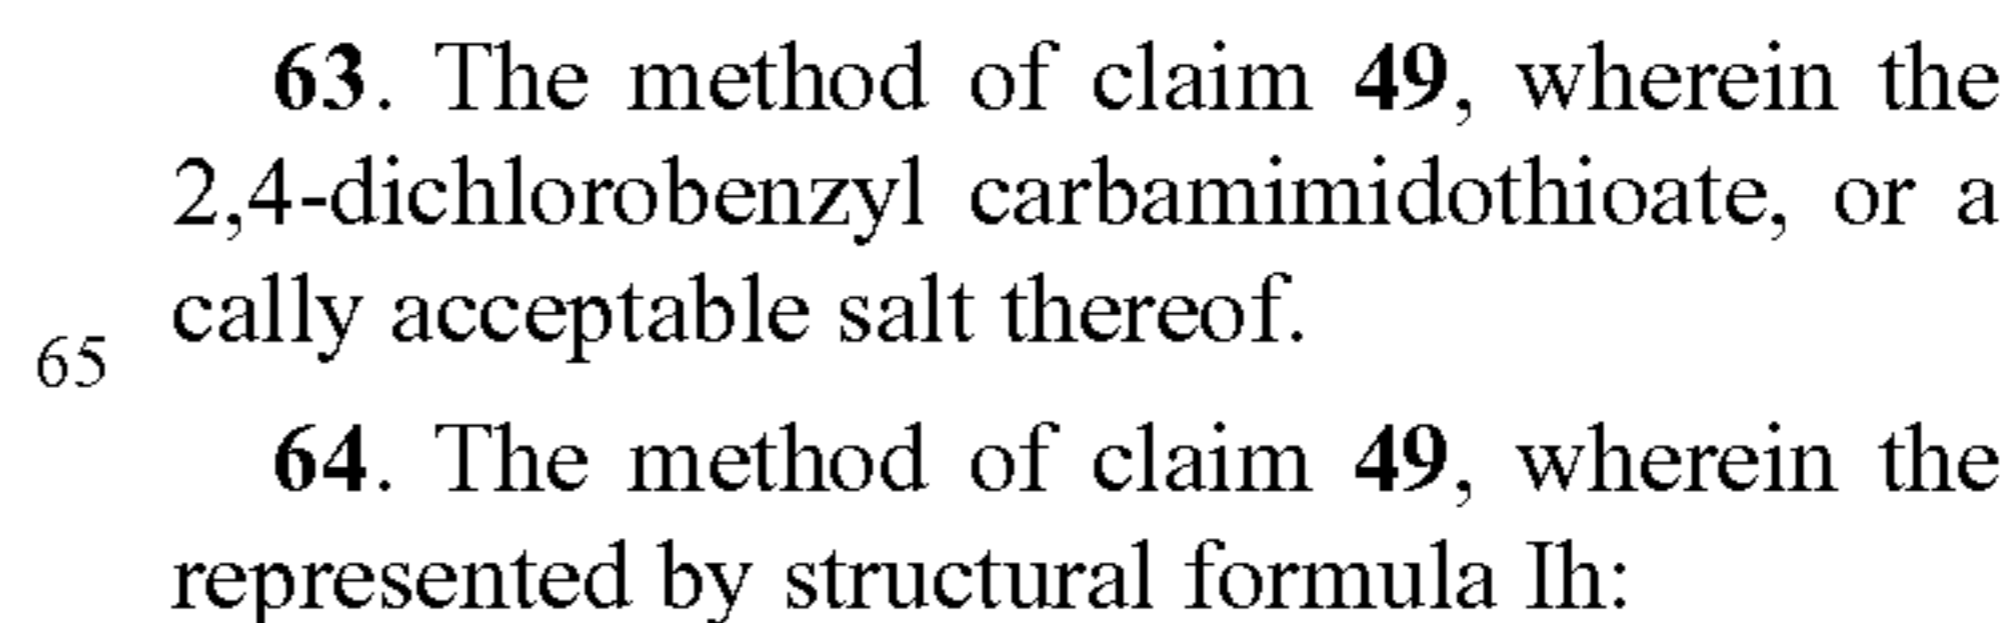 63. The method of claim 49, wherein the
2,4-dichlorobenzyl carbamimidothioate, or a
cally acceptable salt thereof.
65
64. The method of claim 49, wherein the
represented by structural formula Ih: